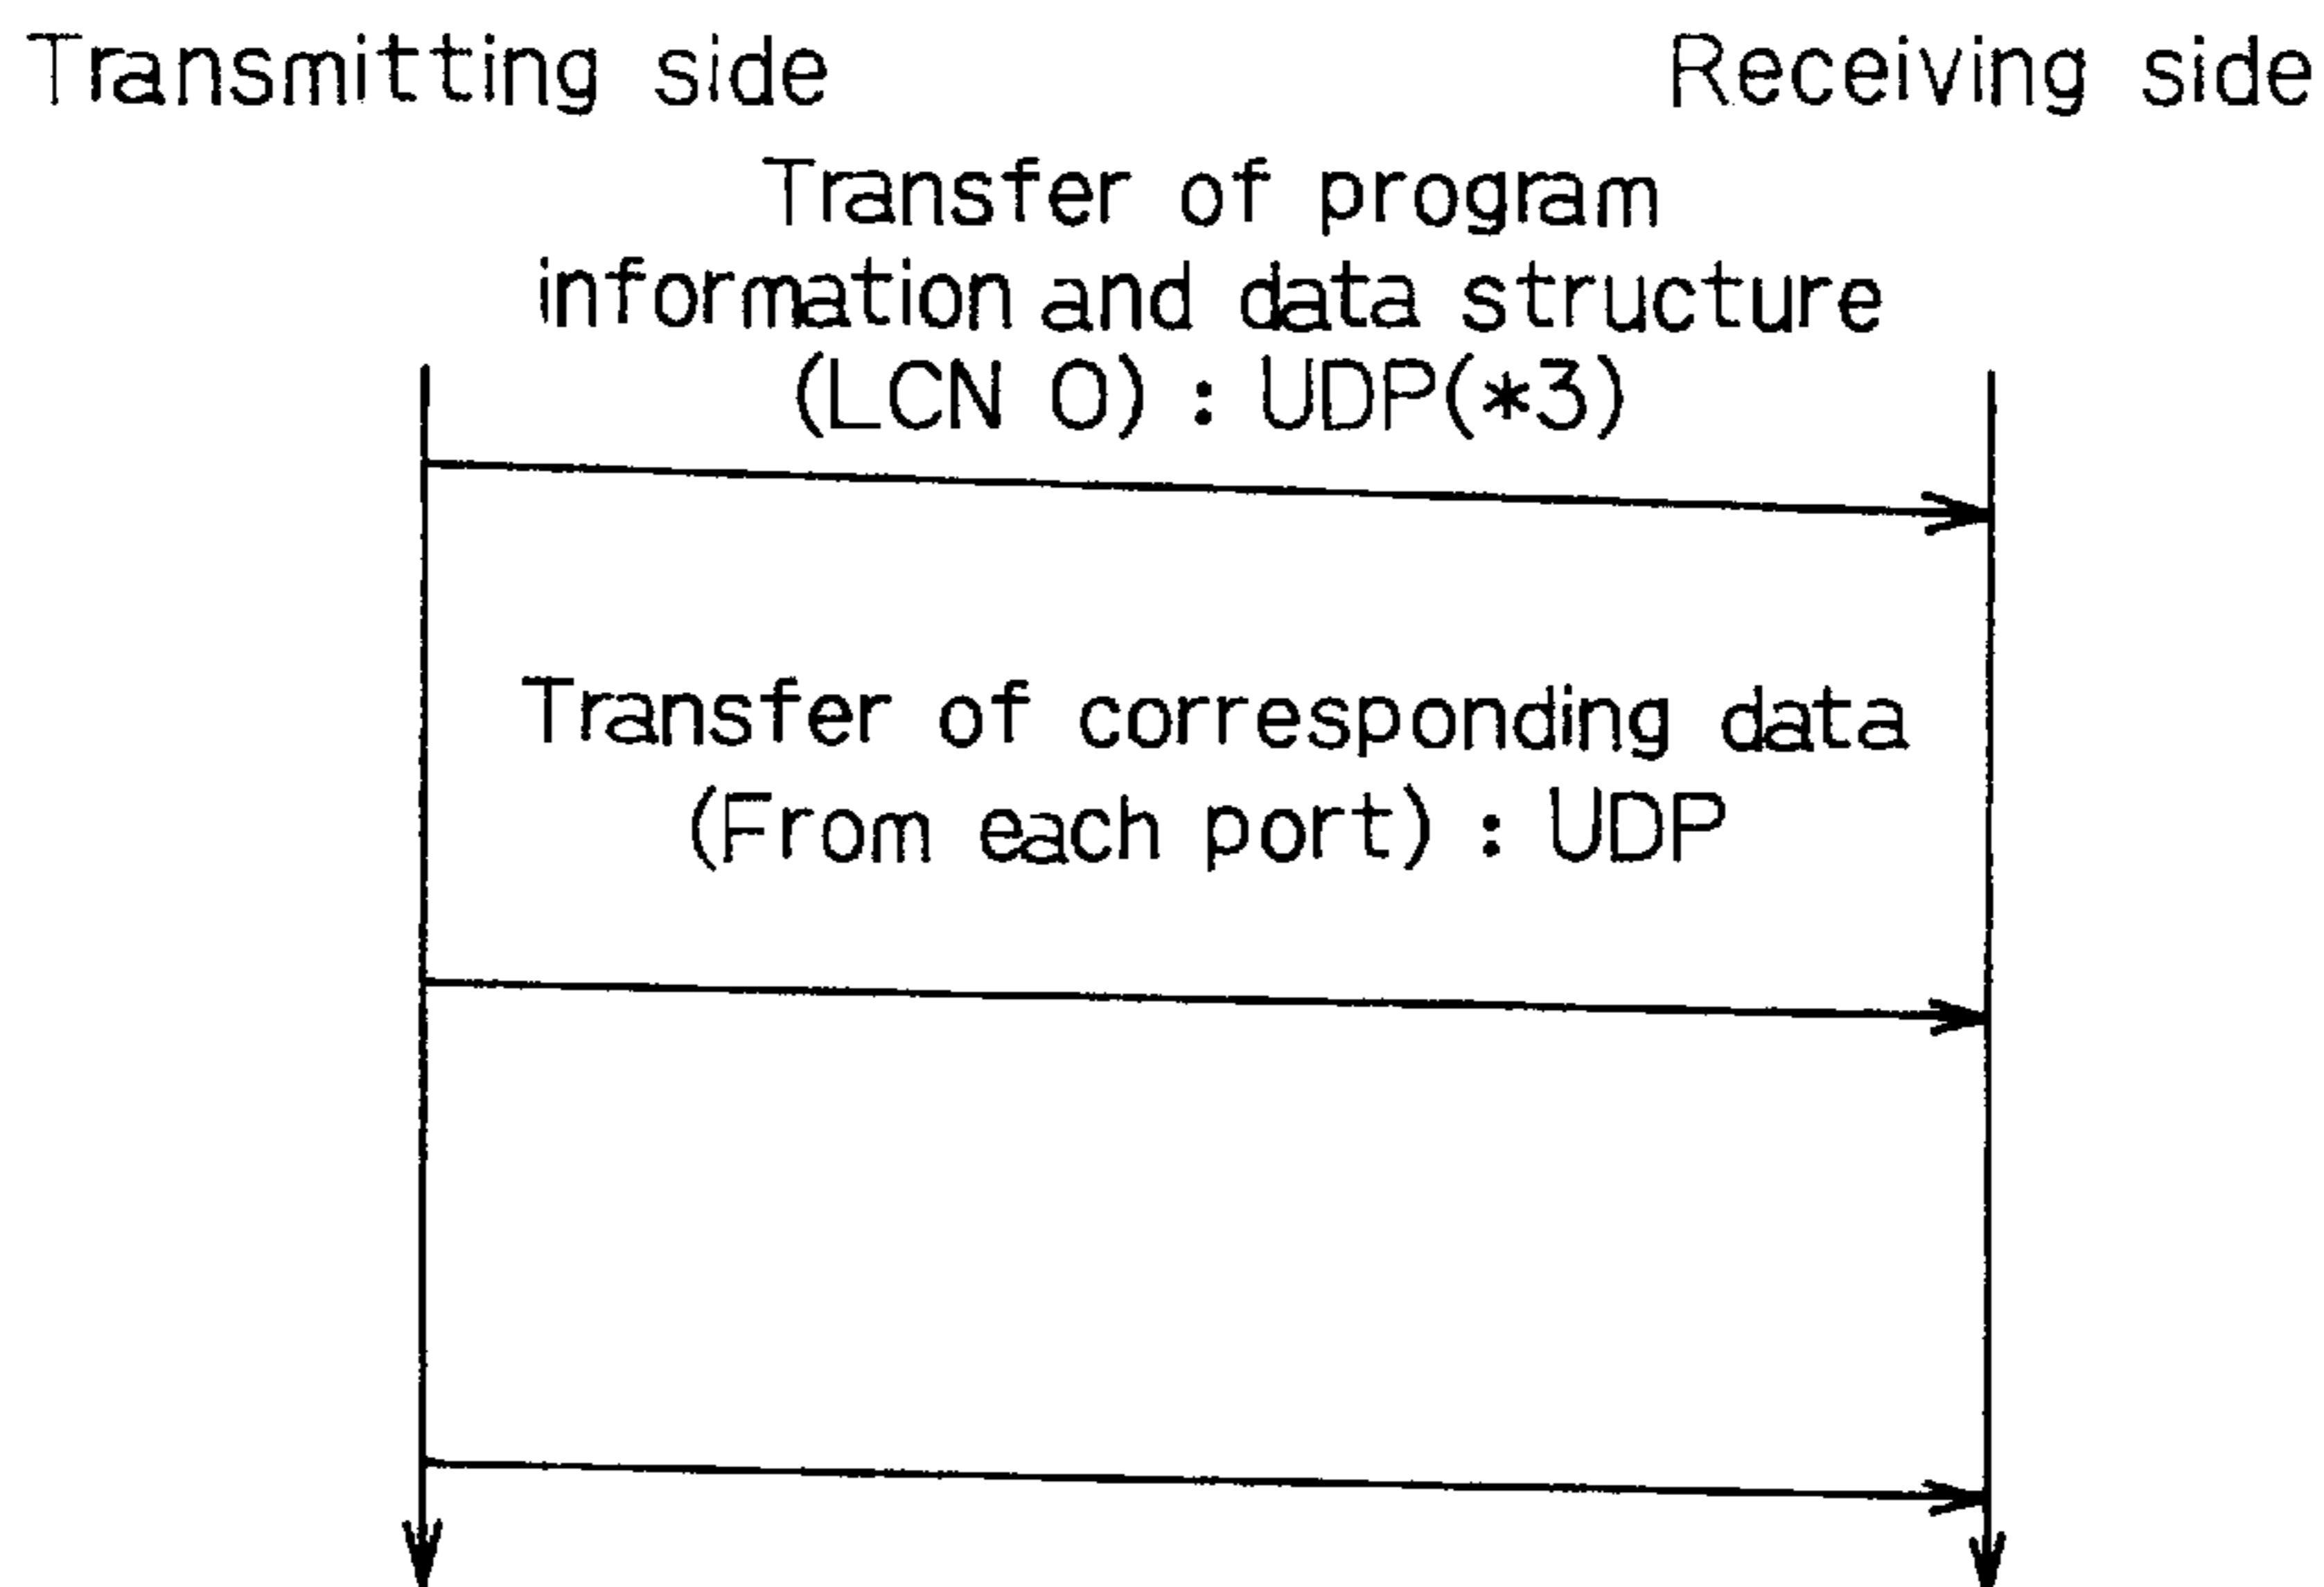 Transmitting side
Receiving side
Transfer of program
information and data structure
(LCN 0) : UDP(*3)
Transfer of corresponding data
(From each port) : UDP